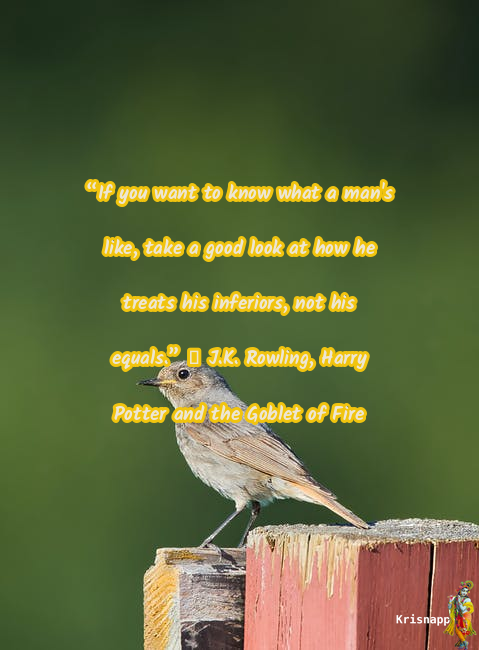 “If you want to know what a man's
like, take a good look at how he
treats his inferiors, not his
equals.” ▯ J.K. Rowling, Harry
Potter and the Goblet of Fire
Krisnapp